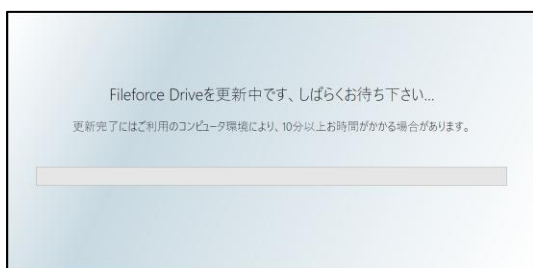 Fileforce Driveを更新中です、しばらくお待ち下さい...
更新完了にはご利用のコンピュータ環境により、10分以上お時間がかかる場合があります。